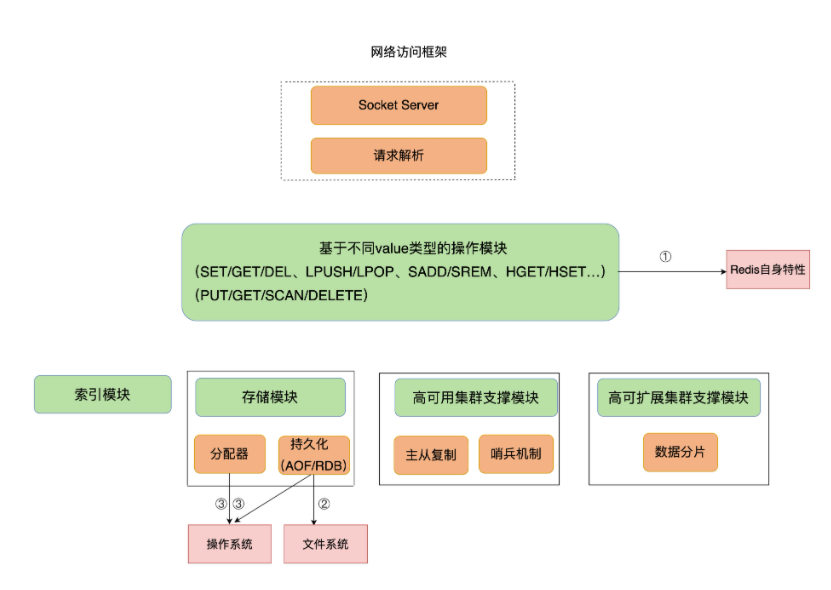 网络访问框架
Socket Server
请求解析
基于不同value类型的操作模块
（SET/GET/DEL、LPUSH/LPOP、SADD/SREM、HGET/HSET...）
（PUT/GET/SCAN/DELETE）
①
Redis自身特性
索引模块
存储模块
高可用集群支撑模块
高可扩展集群支撑模块
分配器
持久化
（AOF/RDB）
主从复制
哨兵机制
数据分片
③
③
②
操作系统
文件系统